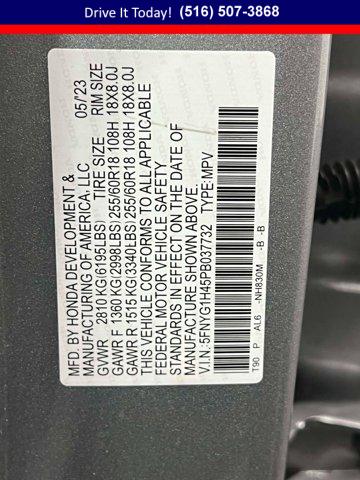 Drive It Today! (516) 507-3868
MFD. BY HONDA DEVELOPMENT & 05/23
MANUFACTURING OF AMERICA, LLC
GVWR 2810 KG(6195LBS) TIRE SIZE RIM SIZE
GAWR F 1360 KG(2998LBS)255/60R18 108H 18X8.0J
GAWR R 1515 KG(3340LBS)255/60R18 108H 18X8.0J
THIS VEHICLE CONFORMS TO ALL APPLICABLE
FEDERAL MOTOR VEHICLE SAFETY
STANDARDS IN EFFECT ON THE DATE OF
MANUFACTURE SHOWN ABOVE.
V.I.N.:5FNYG1H45PB037732 TYPE:MPV
T90 P AL6 -NH830M -B -B